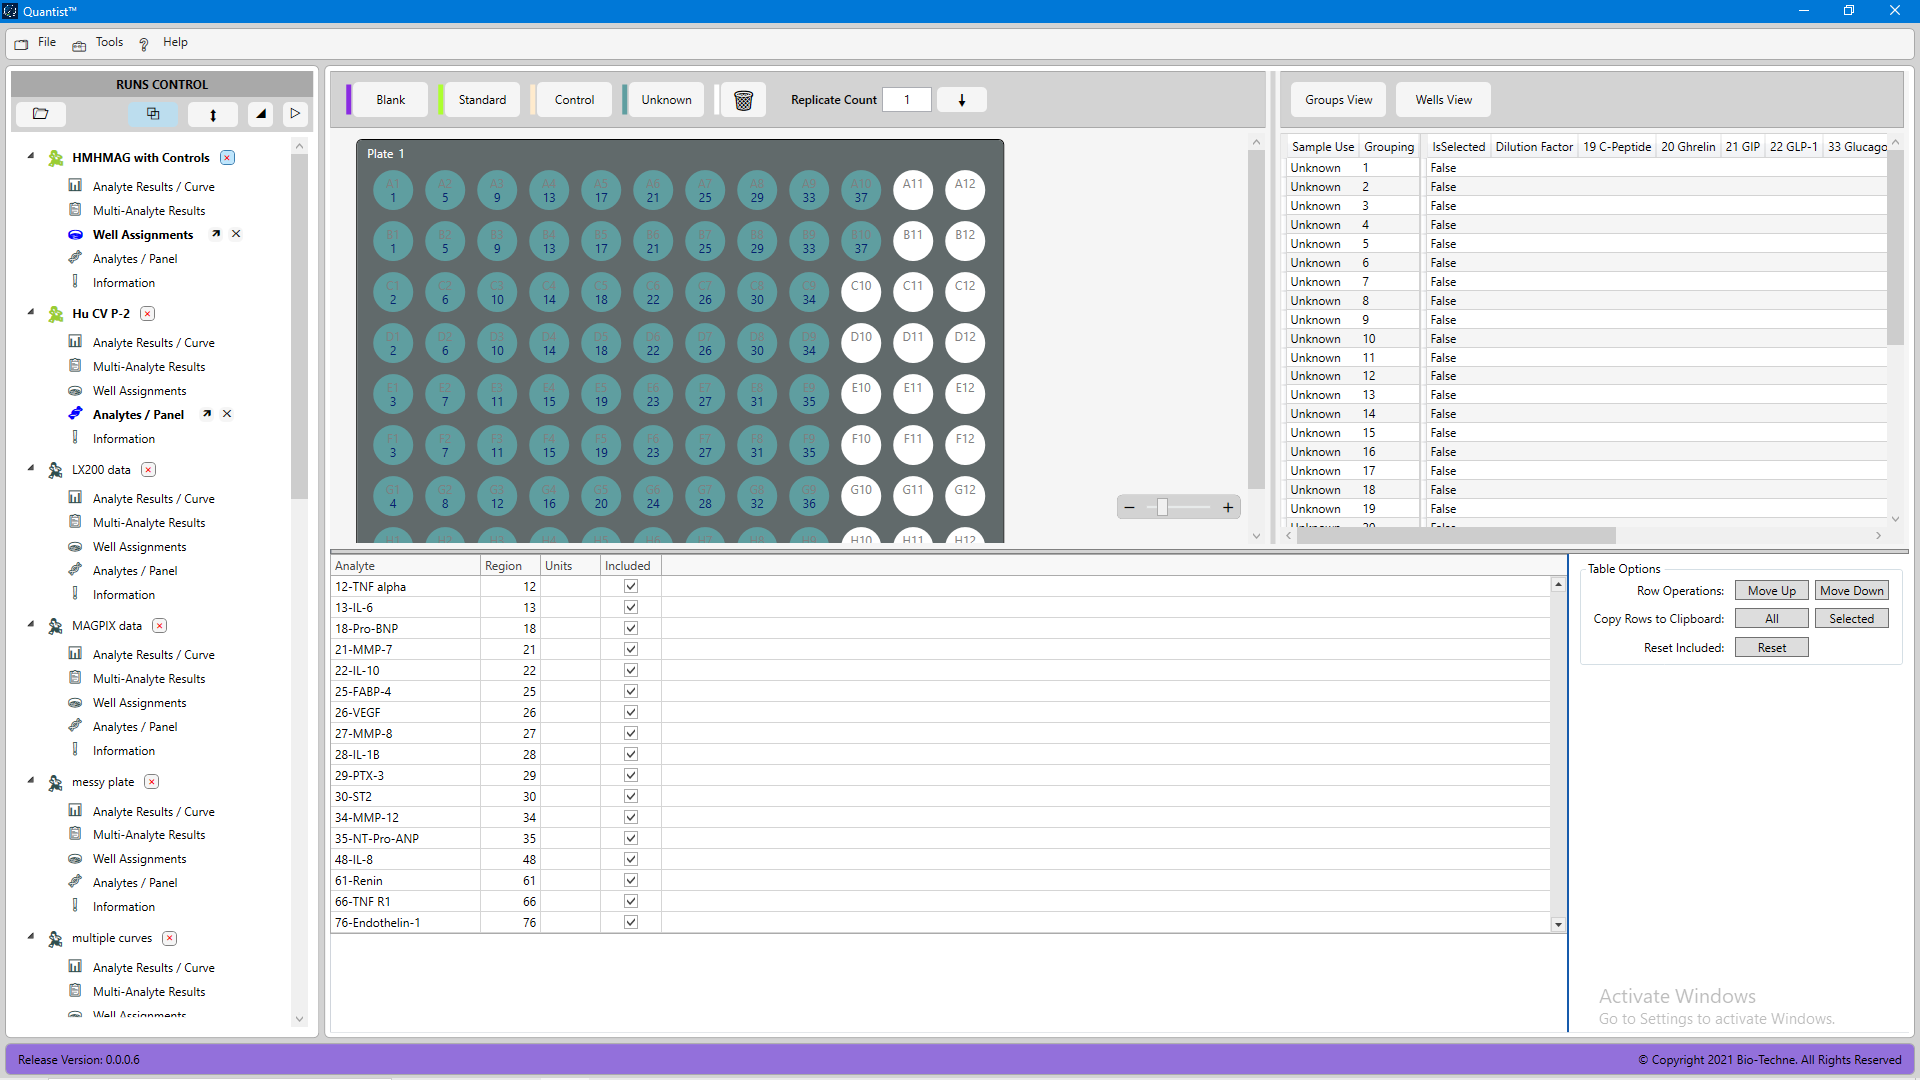 Quantist™
File Tools Help
RUNS CONTROL
HMHMAG with Controls
Analyte Results / Curve
Multi-Analyte Results
Well Assignments
Analytes / Panel
Information
Hu CV P-2
Analyte Results / Curve
Multi-Analyte Results
Well Assignments
Analytes / Panel
Information
LX200 data
Analyte Results / Curve
Multi-Analyte Results
Well Assignments
Analytes / Panel
Information
MAGPIX data
Analyte Results / Curve
Multi-Analyte Results
Well Assignments
Analytes / Panel
Information
messy plate
Analyte Results / Curve
Multi-Analyte Results
Well Assignments
Analytes / Panel
Information
multiple curves
Analyte Results / Curve
Multi-Analyte Results
Well Assignments
Blank Standard Control Unknown Replicate Count 1
Plate 1
A1 A2 A3 A4 A5 A6 A7 A8 A9 A10 A11 A12
1 5 9 13 17 21 25 29 33 37
B1 B2 B3 B4 B5 B6 B7 B8 B9 B10 B11 B12
1 5 9 13 17 21 25 29 33 37
C1 C2 C3 C4 C5 C6 C7 C8 C9 C10 C11 C12
2 6 10 14 18 22 26 30 34
D1 D2 D3 D4 D5 D6 D7 D8 D9 D10 D11 D12
2 6 10 14 18 22 26 30 34
E1 E2 E3 E4 E5 E6 E7 E8 E9 E10 E11 E12
3 7 11 15 19 23 27 31 35
F1 F2 F3 F4 F5 F6 F7 F8 F9 F10 F11 F12
3 7 11 15 19 23 27 31 35
G1 G2 G3 G4 G5 G6 G7 G8 G9 G10 G11 G12
4 8 12 16 20 24 28 32 36
H1 H2 H3 H4 H5 H6 H7 H8 H9 H10 H11 H12
Groups View Wells View
Sample Use Grouping IsSelected Dilution Factor 19 C-Peptide 20 Ghrelin 21 GIP 22 GLP-1 33 Glucago
Unknown 1 False
Unknown 2 False
Unknown 3 False
Unknown 4 False
Unknown 5 False
Unknown 6 False
Unknown 7 False
Unknown 8 False
Unknown 9 False
Unknown 10 False
Unknown 11 False
Unknown 12 False
Unknown 13 False
Unknown 14 False
Unknown 15 False
Unknown 16 False
Unknown 17 False
Unknown 18 False
Unknown 19 False
Unknown 20 False
Analyte Region Units Included
12-TNF alpha 12
13-IL-6 13
18-Pro-BNP 18
21-MMP-7 21
22-IL-10 22
25-FABP-4 25
26-VEGF 26
27-MMP-8 27
28-IL-1B 28
29-PTX-3 29
30-ST2 30
34-MMP-12 34
35-NT-Pro-ANP 35
48-IL-8 48
61-Renin 61
66-TNF R1 66
76-Endothelin-1 76
Table Options
Row Operations: Move Up Move Down
Copy Rows to Clipboard: All Selected
Reset Included: Reset
Activate Windows
Go to Settings to activate Windows.
Release Version: 0.0.0.6
© Copyright 2021 Bio-Techne. All Rights Reserved